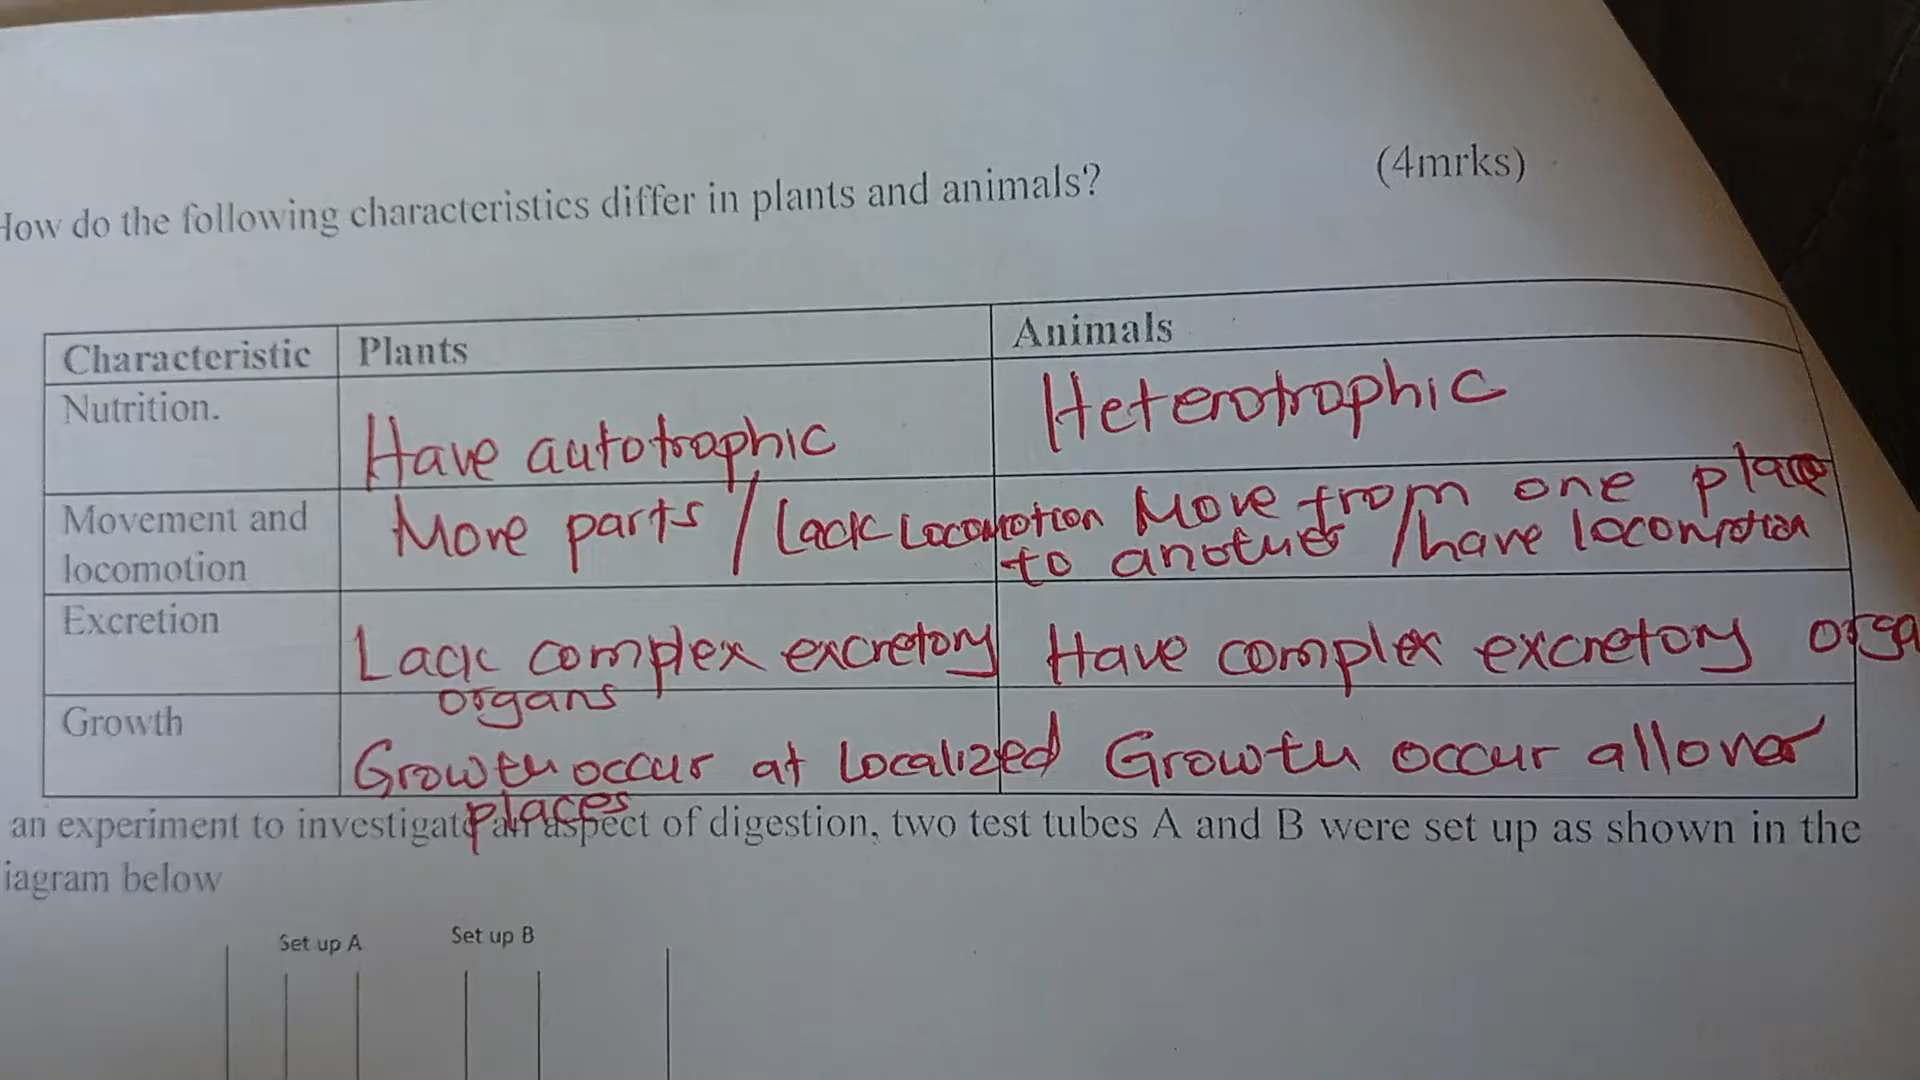 How do the following characteristics differ in plants and animals? (4mrks)
Characteristic Plants Animals
Nutrition. Have autotrophic Heterotrophic
Movement and locomotion Move parts / Lack Locomotion Move from one place to another / have locomotion
Excretion Lack complex excretory organs Have complex excretory orga
Growth Growth occur at localized places Growth occur allover
an experiment to investigate an aspect of digestion, two test tubes A and B were set up as shown in the
iagram below
Set up A Set up B